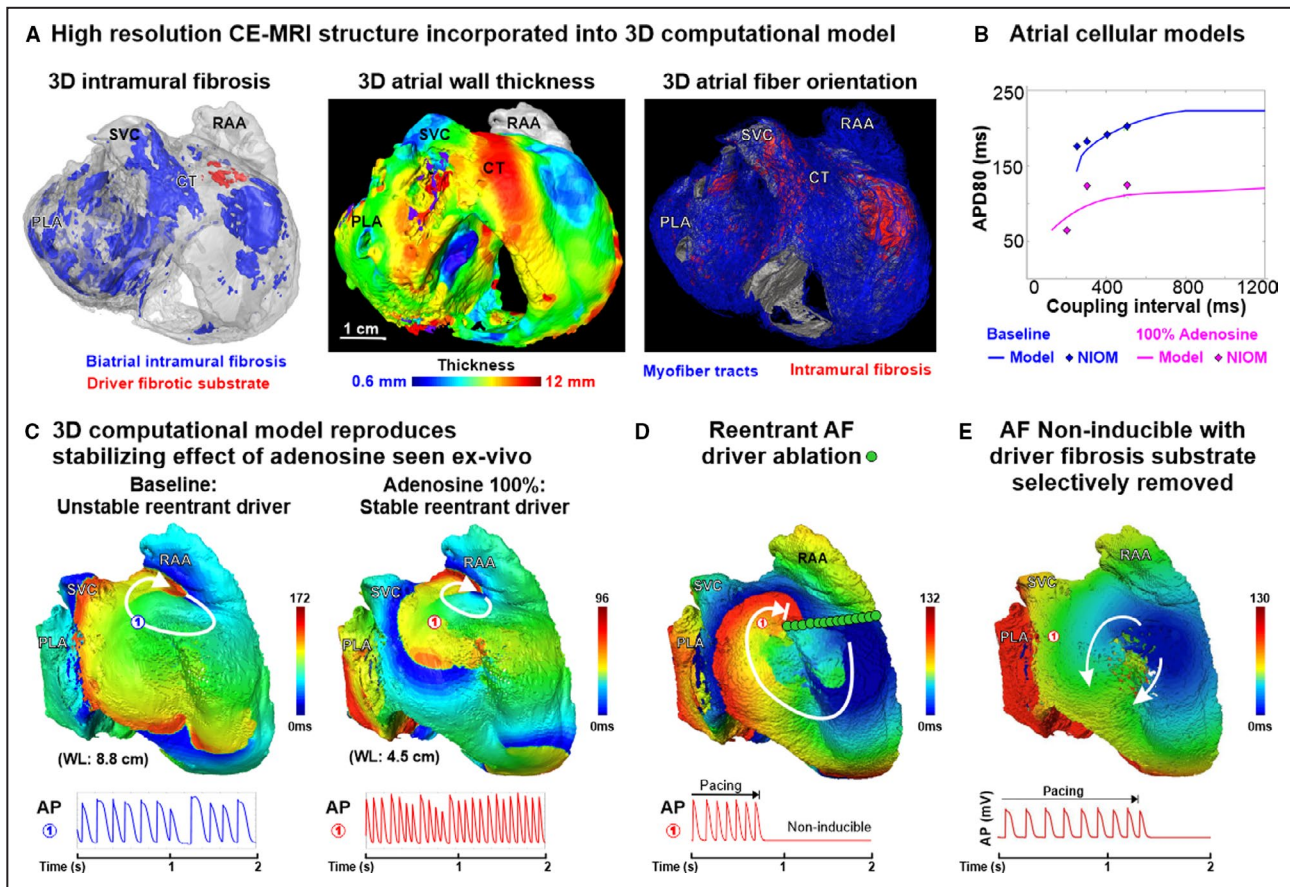 A High resolution CE-MRI structure incorporated into 3D computational model
3D intramural fibrosis
SVC
RAA
CT
PLA
Biatrial intramural fibrosis
Driver fibrotic substrate
3D atrial wall thickness
SVC
RAA
CT
PLA
1 cm
Thickness
0.6 mm 12 mm
3D atrial fiber orientation
SVC
RAA
CT
PLA
Myofiber tracts Intramural fibrosis
B Atrial cellular models
APD80 (ms)
250
150
50
0 400 800 1200
Coupling interval (ms)
Baseline 100% Adenosine
Model NIOM Model NIOM
C 3D computational model reproduces
stabilizing effect of adenosine seen ex-vivo
Baseline:
Unstable reentrant driver
RAA
SVC
1
PLA
172
0ms
(WL: 8.8 cm)
AP
1
Time (s) 1 2
Adenosine 100%:
Stable reentrant driver
RAA
SVC
1
PLA
96
0ms
(WL: 4.5 cm)
AP
1
Time (s) 1 2
D Reentrant AF
driver ablation
RAA
SVC
1
PLA
132
0ms
Pacing
AP
1
Non-inducible
Time (s) 1 2
E AF Non-inducible with
driver fibrosis substrate
selectively removed
RAA
SVC
PLA 1
130
0ms
Pacing
AP (mV)
Time (s) 1 2